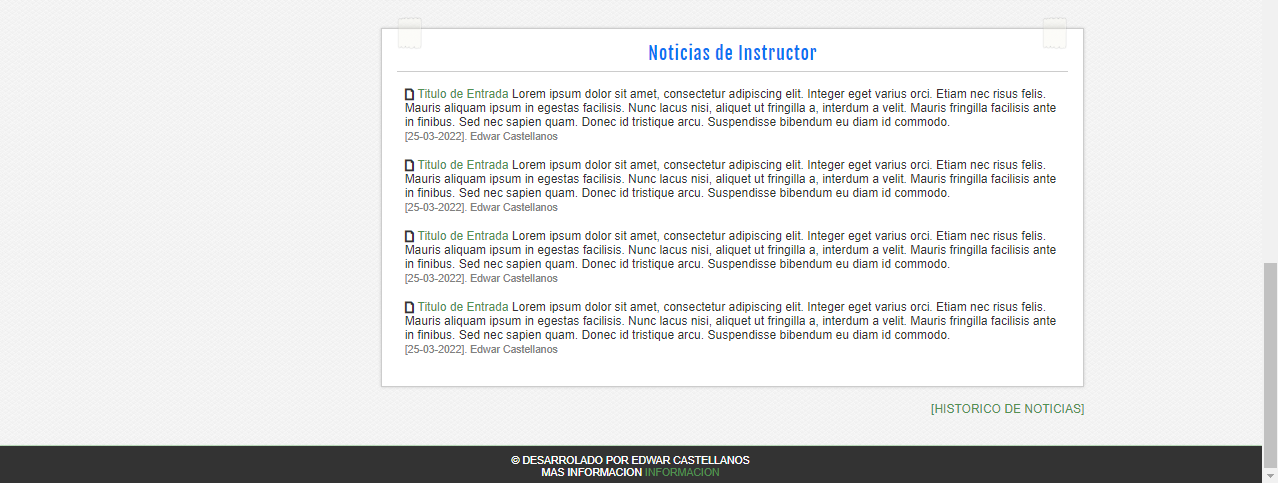 Noticias de Instructor
Titulo de Entrada Lorem ipsum dolor sit amet, consectetur adipiscing elit. Integer eget varius orci. Etiam nec risus felis.
Mauris aliquam ipsum in egestas facilisis. Nunc lacus nisi, aliquet ut fringilla a, interdum a velit. Mauris fringilla facilisis ante
in finibus. Sed nec sapien quam. Donec id tristique arcu. Suspendisse bibendum eu diam id commodo.
[25-03-2022]. Edwar Castellanos
Titulo de Entrada Lorem ipsum dolor sit amet, consectetur adipiscing elit. Integer eget varius orci. Etiam nec risus felis.
Mauris aliquam ipsum in egestas facilisis. Nunc lacus nisi, aliquet ut fringilla a, interdum a velit. Mauris fringilla facilisis ante
in finibus. Sed nec sapien quam. Donec id tristique arcu. Suspendisse bibendum eu diam id commodo.
[25-03-2022]. Edwar Castellanos
Titulo de Entrada Lorem ipsum dolor sit amet, consectetur adipiscing elit. Integer eget varius orci. Etiam nec risus felis.
Mauris aliquam ipsum in egestas facilisis. Nunc lacus nisi, aliquet ut fringilla a, interdum a velit. Mauris fringilla facilisis ante
in finibus. Sed nec sapien quam. Donec id tristique arcu. Suspendisse bibendum eu diam id commodo.
[25-03-2022]. Edwar Castellanos
Titulo de Entrada Lorem ipsum dolor sit amet, consectetur adipiscing elit. Integer eget varius orci. Etiam nec risus felis.
Mauris aliquam ipsum in egestas facilisis. Nunc lacus nisi, aliquet ut fringilla a, interdum a velit. Mauris fringilla facilisis ante
in finibus. Sed nec sapien quam. Donec id tristique arcu. Suspendisse bibendum eu diam id commodo.
[25-03-2022]. Edwar Castellanos
[HISTORICO DE NOTICIAS]
© DESARROLADO POR EDWAR CASTELLANOS
MAS INFORMACION INFORMACION